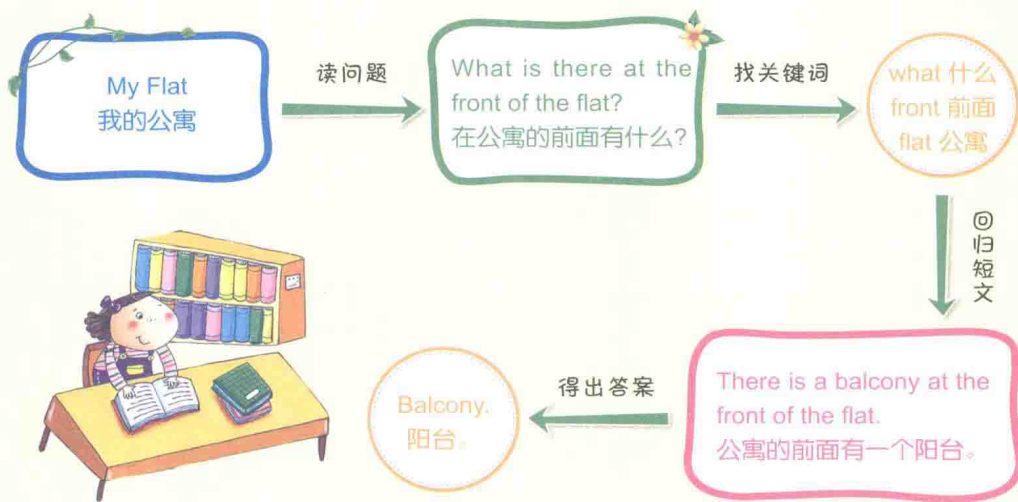 My Flat
我的公寓
读问题
What is there at the
front of the flat?
在公寓的前面有什么?
找关键词
what 什么
front 前面
flat 公寓
回归短文
There is a balcony at the
front of the flat.
公寓的前面有一个阳台。
得出答案
Balcony.
阳台。